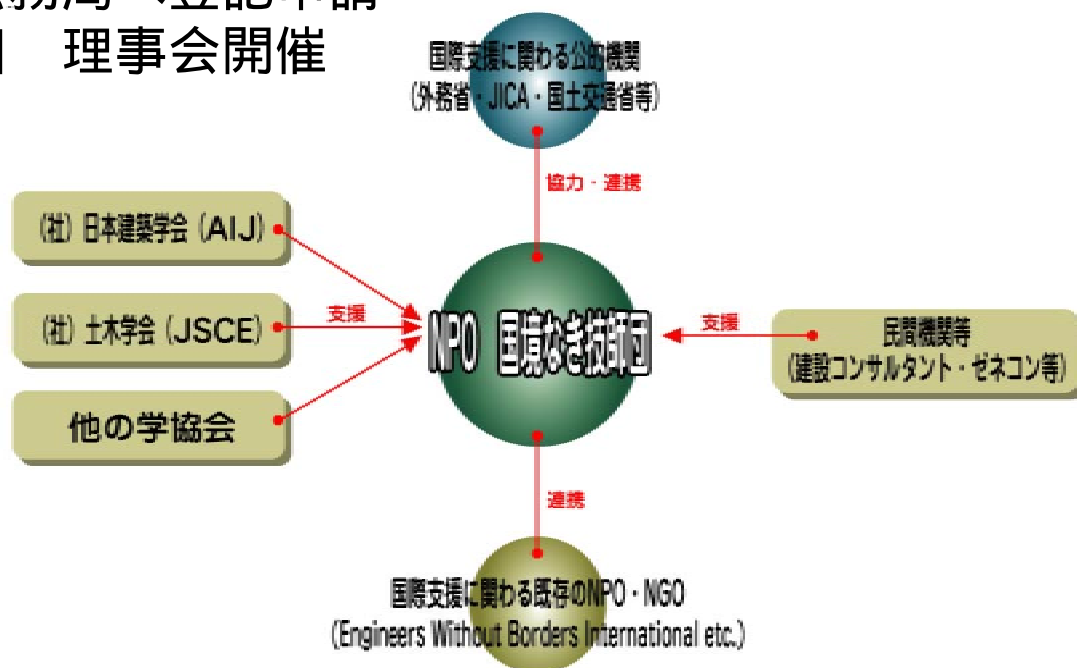 理事会開催
国際支援に関わる公的機関
(外務省・JICA・国土交通省等)
協力・連携
(社) 日本建築学会 (AIJ)
(社) 土木学会 (JSCE)
他の学協会
支援
NPO 国境なき技師団
支援
民間機関等
(建設コンサルタント・ゼネコン等)
連携
国際支援に関わる既存のNPO・NGO
(Engineers Without Borders International etc.)